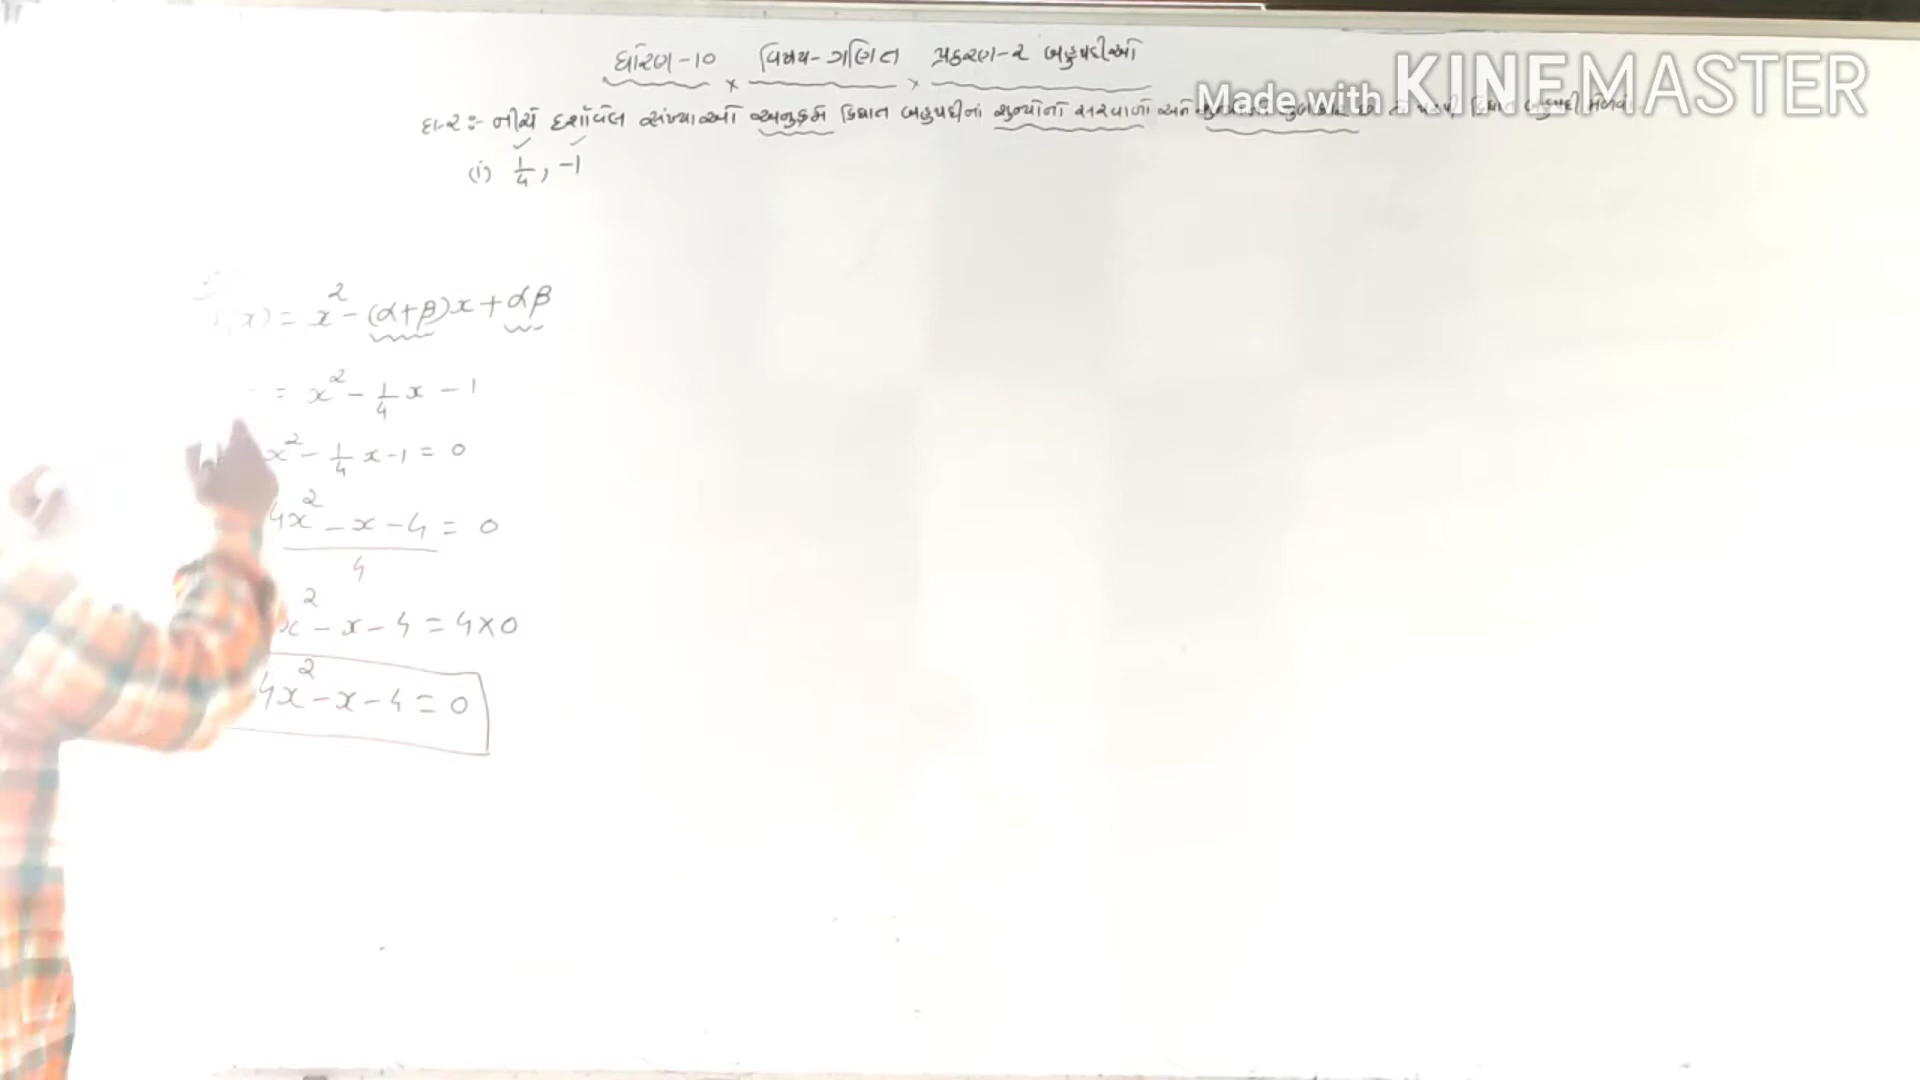 ધોરણ-10 વિષય-ગણિત પ્રકરણ-2 બહુપદીઓ
Made with KINEMASTER
દા-2 :- નીચે દર્શાવેલ સંખ્યાઓ અનુક્રમે દ્વિઘાત બહુપદીનાં શૂન્યોનો સરવાળો અને
(i) 1/4, -1
x) = x² - (α+β)x + αβ
= x² - 1/4 x - 1
x² - 1/4 x - 1 = 0
4x² - x - 4 = 0
4
x² - x - 4 = 4×0
4x² - x - 4 = 0